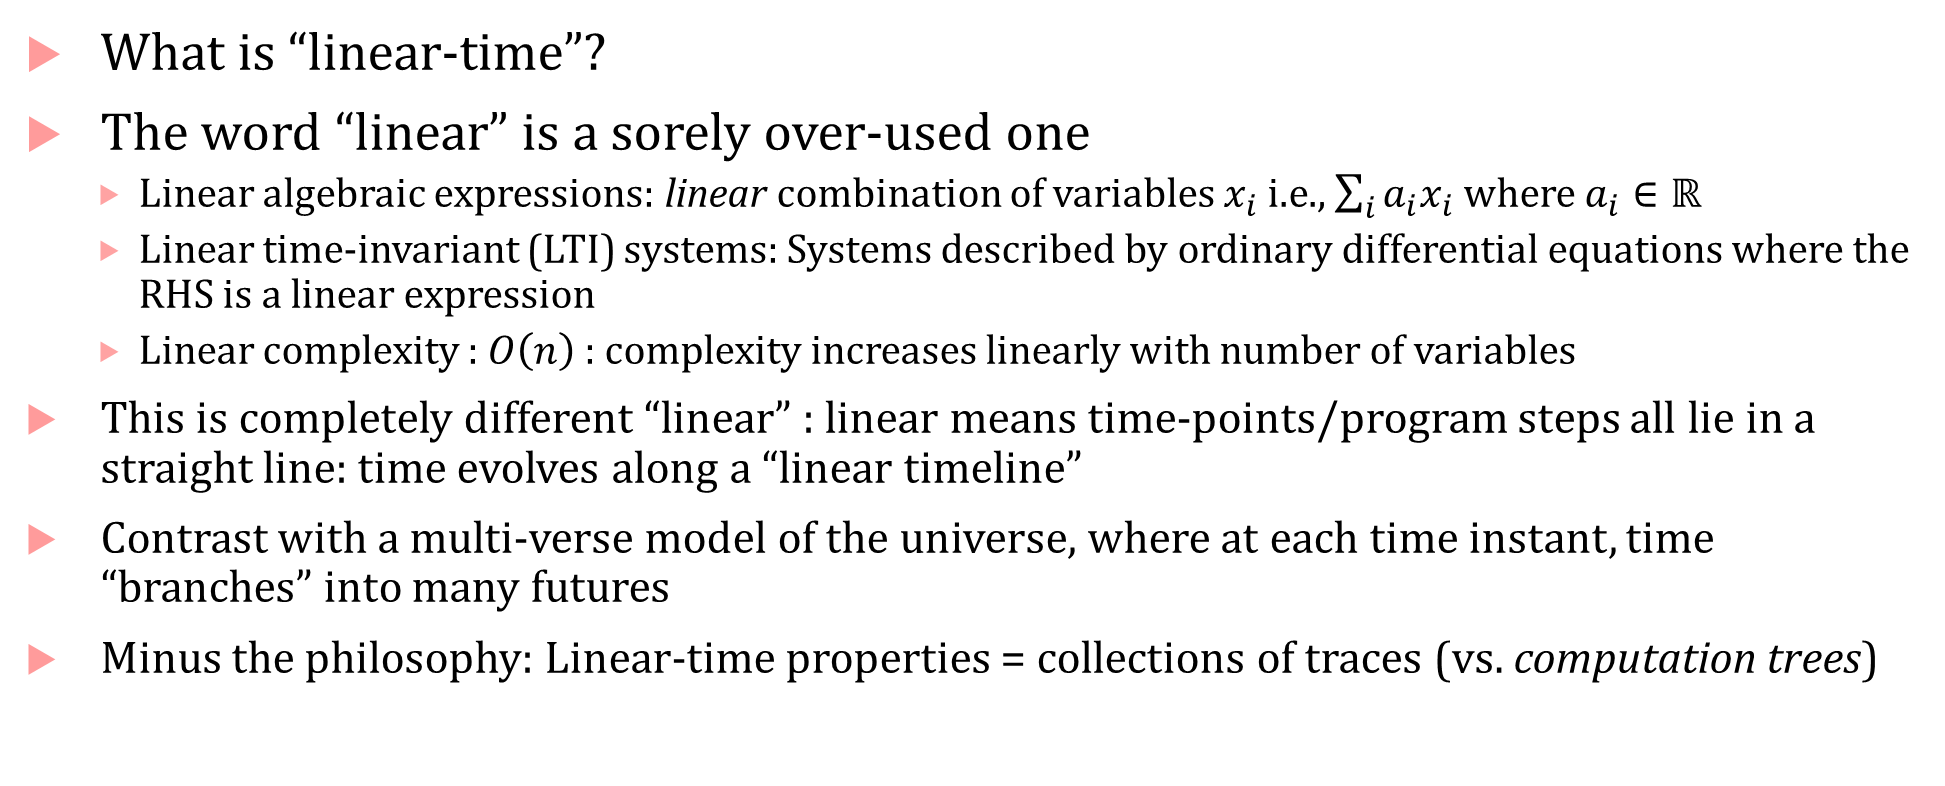 What is “linear-time”?
The word “linear” is a sorely over-used one
Linear algebraic expressions: linear combination of variables xᵢ i.e., ∑ᵢ aᵢxᵢ where aᵢ ∈ ℝ
Linear time-invariant (LTI) systems: Systems described by ordinary differential equations where the
RHS is a linear expression
Linear complexity : O(n) : complexity increases linearly with number of variables
This is completely different “linear” : linear means time-points/program steps all lie in a
straight line: time evolves along a “linear timeline”
Contrast with a multi-verse model of the universe, where at each time instant, time
“branches” into many futures
Minus the philosophy: Linear-time properties = collections of traces (vs. computation trees)